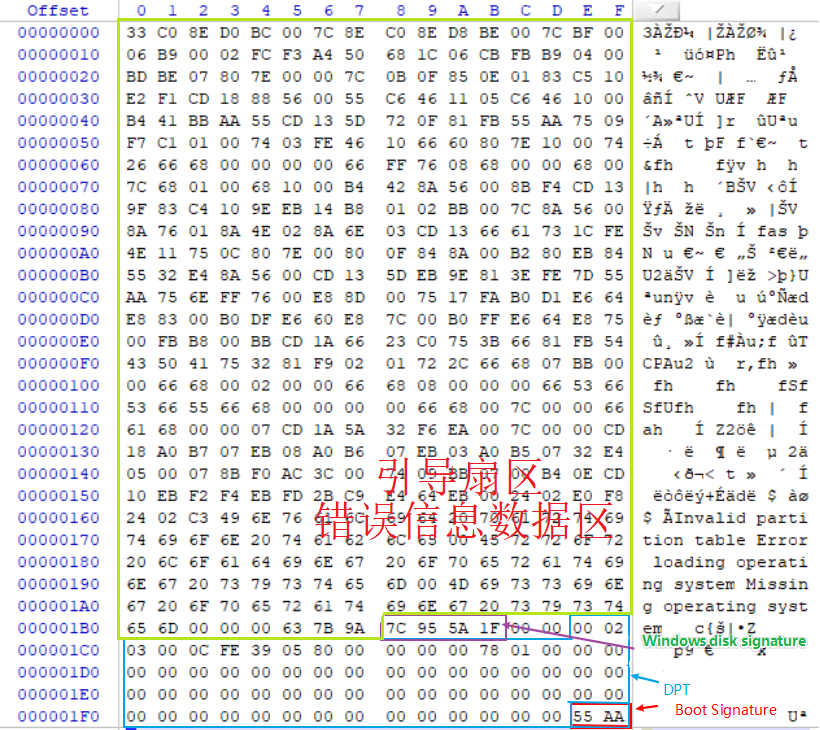 Offset 0 1 2 3 4 5 6 7 8 9 A B C D E F
00000000 33 C0 8E D0 BC 00 7C 8E C0 8E D8 BE 00 7C BF 00 3ÀŽÐ¼ |ŽÀŽØ¾ |¿
00000010 06 B9 00 02 FC F3 A4 50 68 1C 06 CB FB B9 04 00 ¹ üó¤Ph Ëû¹
00000020 BD BE 07 80 7E 00 00 7C 0B 0F 85 0E 01 83 C5 10 ½¾ €~ | … ƒÅ
00000030 E2 F1 CD 18 88 56 00 55 C6 46 11 05 C6 46 10 00 âñÍ ˆV UÆF ÆF
00000040 B4 41 BB AA 55 CD 13 5D 72 0F 81 FB 55 AA 75 09 ´A»ªUÍ ]r ûUªu
00000050 F7 C1 01 00 74 03 FE 46 10 66 60 80 7E 10 00 74 ÷Á t þF f`€~ t
00000060 26 66 68 00 00 00 00 66 FF 76 08 68 00 00 68 00 &fh fÿv h h
00000070 7C 68 01 00 68 10 00 B4 42 8A 56 00 8B F4 CD 13 |h h ´BŠV ‹ôÍ
00000080 9F 83 C4 10 9E EB 14 B8 01 02 BB 00 7C 8A 56 00 ŸƒÄ žë ¸ » |ŠV
00000090 8A 76 01 8A 4E 02 8A 6E 03 CD 13 66 61 73 1C FE Šv ŠN Šn Í fas þ
000000A0 4E 11 75 0C 80 7E 00 80 0F 84 8A 00 B2 80 EB 84 N u €~ € „Š ²€ë„
000000B0 55 32 E4 8A 56 00 CD 13 5D EB 9E 81 3E FE 7D 55 U2äŠV Í ]ëž >þ}U
000000C0 AA 75 6E FF 76 00 E8 8D 00 75 17 FA B0 D1 E6 64 ªunÿv è u ú°Ñæd
000000D0 E8 83 00 B0 DF E6 60 E8 7C 00 B0 FF E6 64 E8 75 èƒ °ßæ`è| °ÿædèu
000000E0 00 FB B8 00 BB CD 1A 66 23 C0 75 3B 66 81 FB 54 û¸ »Í f#Àu;f ûT
000000F0 43 50 41 75 32 81 F9 02 01 72 2C 66 68 07 BB 00 CPAu2 ù r,fh »
00000100 00 66 68 00 02 00 00 66 68 08 00 00 00 66 53 66 fh fh fSf
00000110 53 66 55 66 68 00 00 00 00 66 68 00 7C 00 00 66 SfUfh fh | f
00000120 61 68 00 00 07 CD 1A 5A 32 F6 EA 00 7C 00 00 CD ah Í Z2öê | Í
00000130 18 A0 B7 07 EB 08 A0 B6 07 EB 03 A0 B5 07 32 E4 · ë ¶ ë µ 2ä
00000140 05 00 07 8B F0 AC 3C 00 74 09 BB 07 00 B4 0E CD ‹ð¬< t » ´ Í
引导扇区
00000150 10 EB F2 F4 EB FD 2B C9 E4 64 EB 00 24 02 E0 F8 ëòôëý+Éädë $ àø
00000160 24 02 C3 49 6E 76 61 6C 69 64 20 70 61 72 74 69 $ ÃInvalid parti
错误信息数据区
00000170 74 69 6F 6E 20 74 61 62 6C 65 00 45 72 72 6F 72 tion table Error
00000180 20 6C 6F 61 64 69 6E 67 20 6F 70 65 72 61 74 69 loading operati
00000190 6E 67 20 73 79 73 74 65 6D 00 4D 69 73 73 69 6E ng system Missin
000001A0 67 20 6F 70 65 72 61 74 69 6E 67 20 73 79 73 74 g operating syst
000001B0 65 6D 00 00 00 63 7B 9A 7C 95 5A 1F 00 00 00 02 em c{š|•Z
Windows disk signature
000001C0 03 00 0C FE 39 05 80 00 00 00 00 78 01 00 00 00
000001D0 00 00 00 00 00 00 00 00 00 00 00 00 00 00 00 00
000001E0 00 00 00 00 00 00 00 00 00 00 00 00 00 00 00 00
DPT
000001F0 00 00 00 00 00 00 00 00 00 00 00 00 00 00 55 AA Uª
Boot Signature